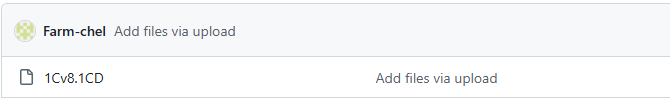 Farm-chel Add files via upload
1Cv8.1CD Add files via upload